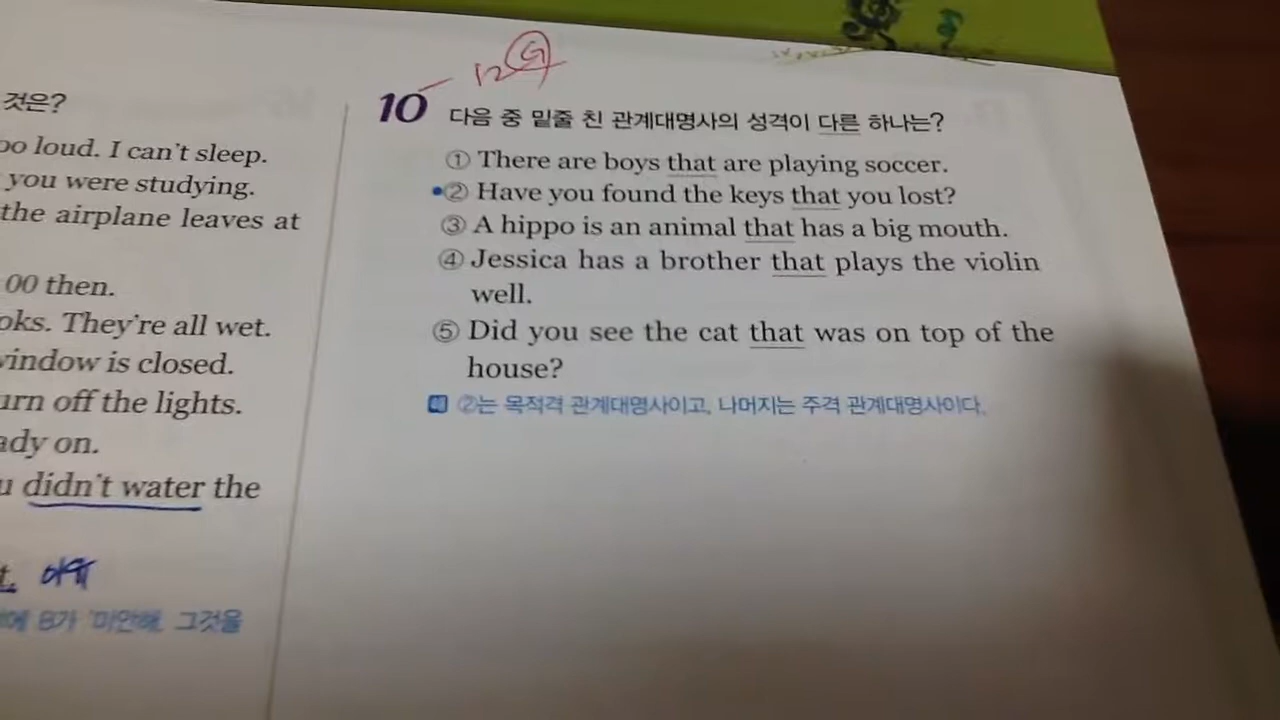 것은?
oo loud. I can't sleep.
you were studying.
the airplane leaves at
00 then.
oks. They're all wet.
window is closed.
urn off the lights.
ady on.
u didn't water the
t.
에 B가 '미안해. 그것을
12
10 다음 중 밑줄 친 관계대명사의 성격이 다른 하나는?
① There are boys that are playing soccer.
② Have you found the keys that you lost?
③ A hippo is an animal that has a big mouth.
④ Jessica has a brother that plays the violin
well.
⑤ Did you see the cat that was on top of the
house?
②는 목적격 관계대명사이고, 나머지는 주격 관계대명사이다.